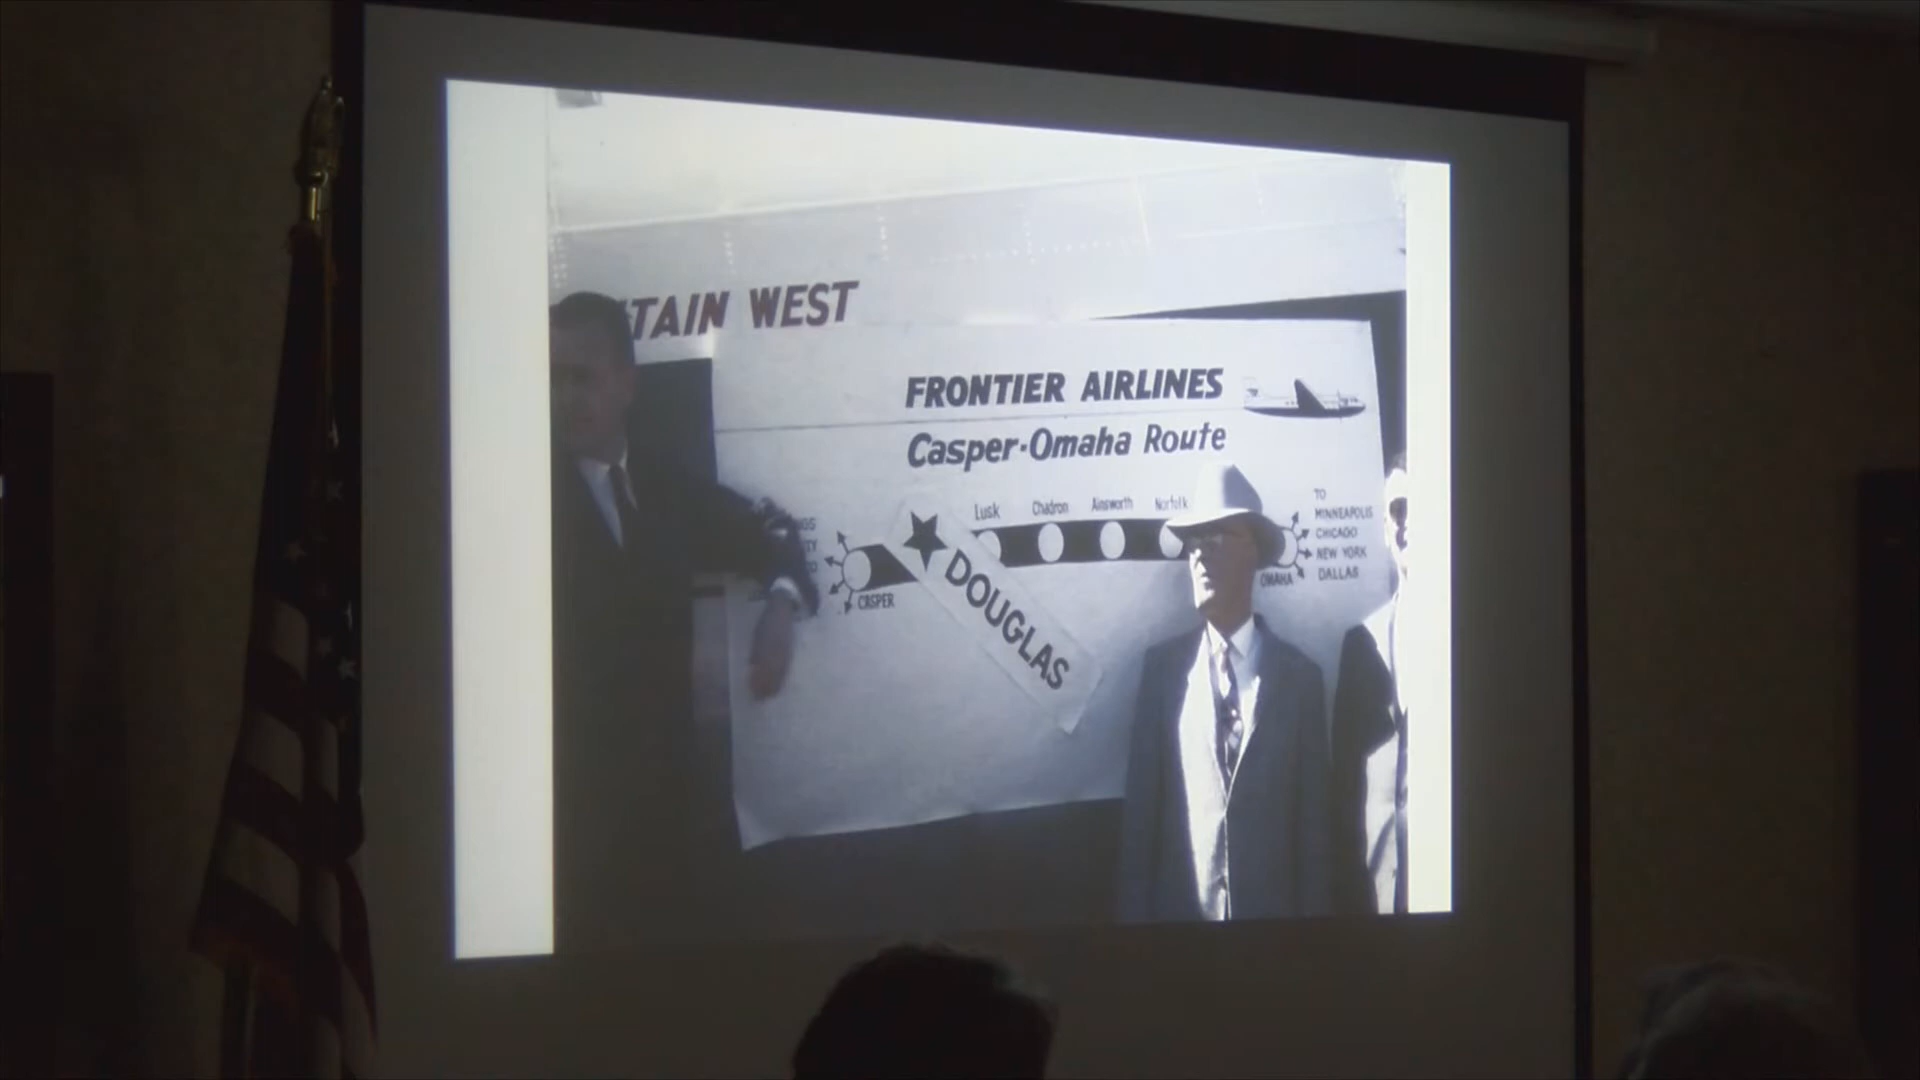 TAIN WEST
FRONTIER AIRLINES
Casper-Omaha Route
Lusk Chadron Ainsworth Norfolk
TO
MINNEAPOLIS
CHICAGO
NEW YORK
DALLAS
OMAHA
CASPER
DOUGLAS